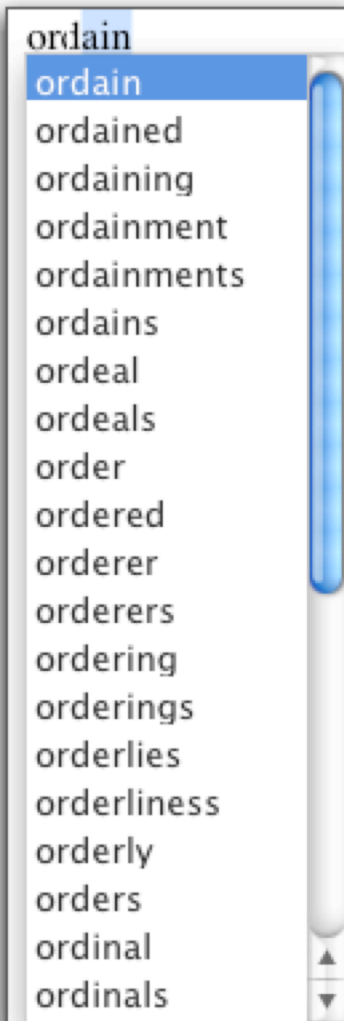 ordain
ordain
ordained
ordaining
ordainment
ordainments
ordains
ordeal
ordeals
order
ordered
orderer
orderers
ordering
orderings
orderlies
orderliness
orderly
orders
ordinal
ordinals